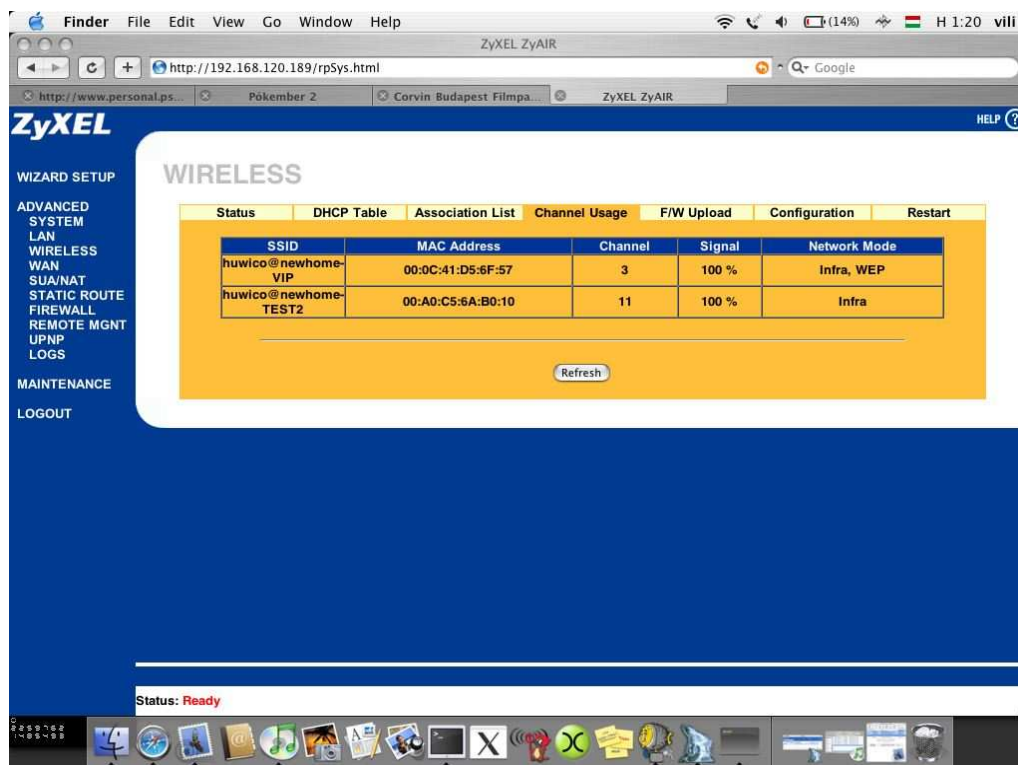 Finder File Edit View Go Window Help (14%) H 1:20 vili
ZyXEL ZyAIR
http://192.168.120.189/rpSys.html Google
http://www.personal.ps... Pókember 2 Corvin Budapest Filmpa... ZyXEL ZyAIR
ZyXEL HELP ?
WIRELESS
WIZARD SETUP
ADVANCED
SYSTEM
LAN
WIRELESS
WAN
SUA/NAT
STATIC ROUTE
FIREWALL
REMOTE MGNT
UPNP
LOGS
MAINTENANCE
LOGOUT
Status DHCP Table Association List Channel Usage F/W Upload Configuration Restart
SSID MAC Address Channel Signal Network Mode
huwico@newhome-VIP 00:0C:41:D5:6F:57 3 100 % Infra, WEP
huwico@newhome-TEST2 00:A0:C5:6A:B0:10 11 100 % Infra
Refresh
Status: Ready